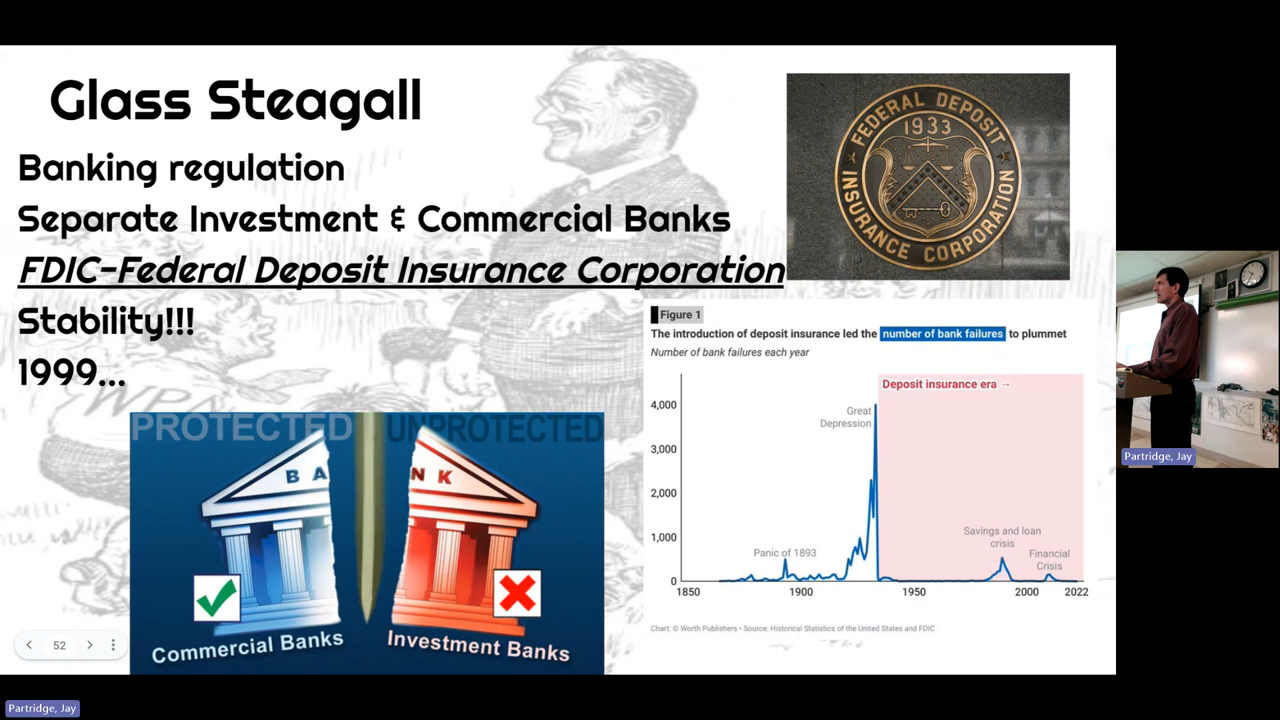 Glass Steagall
Banking regulation
Separate Investment & Commercial Banks
FDIC-Federal Deposit Insurance Corporation
Stability!!!
1999...
FEDERAL DEPOSIT
INSURANCE CORPORATION
1933
Figure 1
The introduction of deposit insurance led the number of bank failures to plummet
Number of bank failures each year
Deposit insurance era →
4,000
3,000
2,000
1,000
0
Great
Depression
Panic of 1893
Savings and loan
crisis
Financial
Crisis
1850
1900
1950
2000
2022
Chart: © Worth Publishers • Source: Historical Statistics of the United States and FDIC
WPA
PROTECTED
UNPROTECTED
BA
NK
Commercial Banks
Investment Banks
52
Partridge, Jay
Partridge, Jay